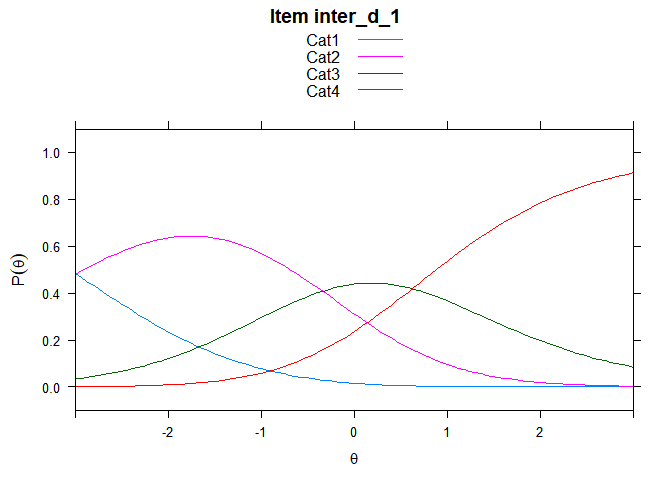 Item inter_d_1
Cat1
Cat2
Cat3
Cat4
1.0
0.8
0.6
0.4
0.2
0.0
P(θ)
-2 -1 0 1 2
θ